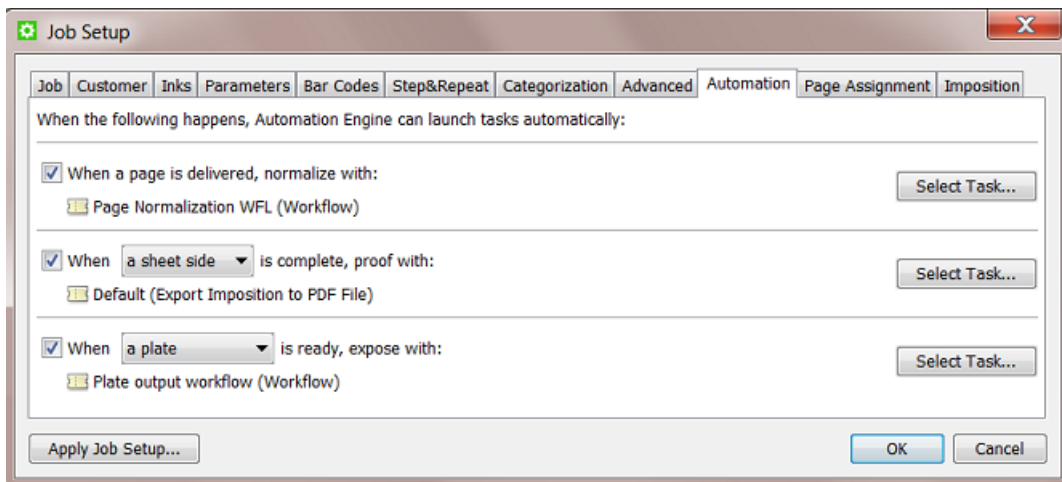 Job Setup
Job Customer Inks Parameters Bar Codes Step&Repeat Categorization Advanced Automation Page Assignment Imposition
When the following happens, Automation Engine can launch tasks automatically:
When a page is delivered, normalize with:
Select Task...
Page Normalization WFL (Workflow)
When a sheet side is complete, proof with:
Select Task...
Default (Export Imposition to PDF File)
When a plate is ready, expose with:
Select Task...
Plate output workflow (Workflow)
Apply Job Setup... OK Cancel